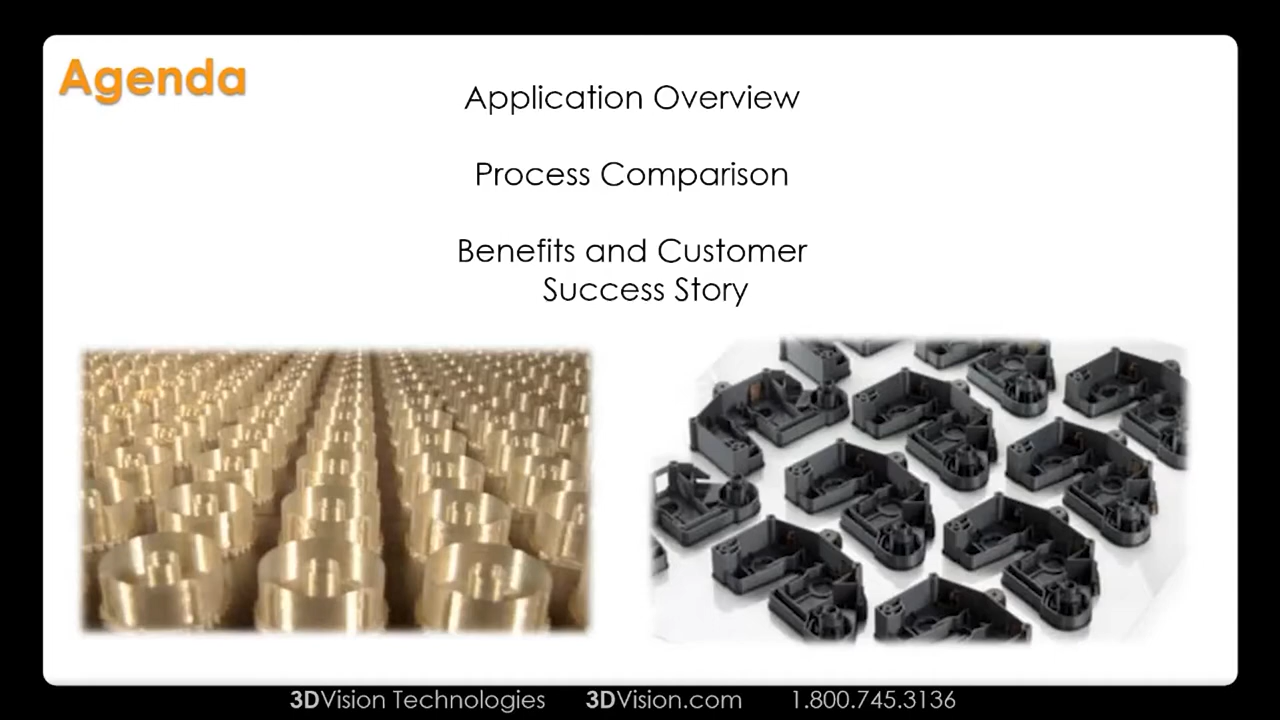 Agenda
Application Overview
Process Comparison
Benefits and Customer
Success Story
3DVision Technologies 3DVision.com 1.800.745.3136